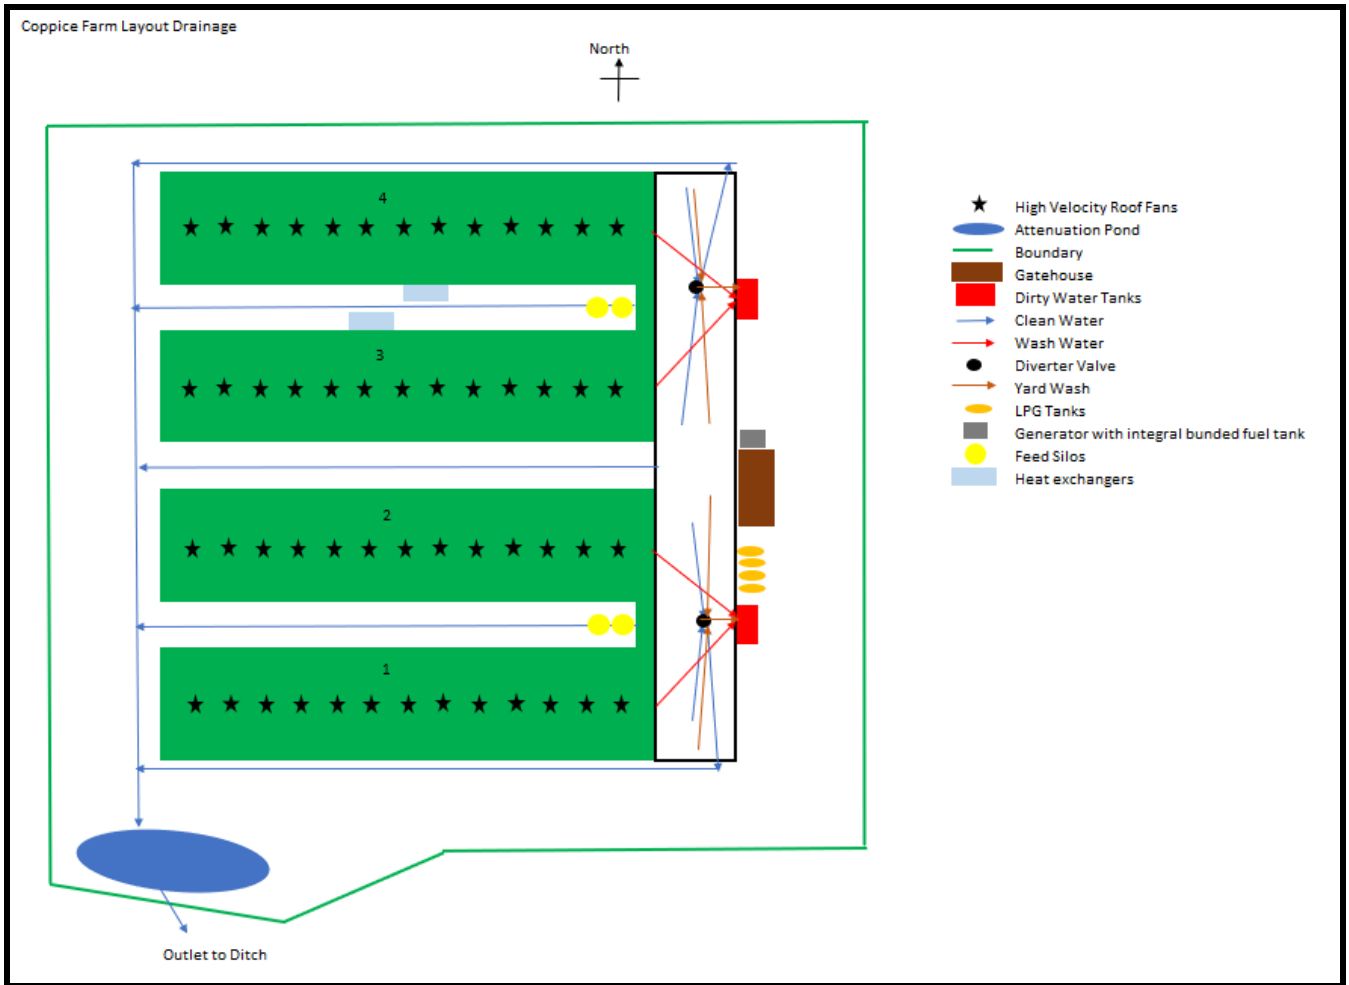 Coppice Farm Layout Drainage
North
4
3
2
1
High Velocity Roof Fans
Attenuation Pond
Boundary
Gatehouse
Dirty Water Tanks
Clean Water
Wash Water
Diverter Valve
Yard Wash
LPG Tanks
Generator with integral bunded fuel tank
Feed Silos
Heat exchangers
Outlet to Ditch